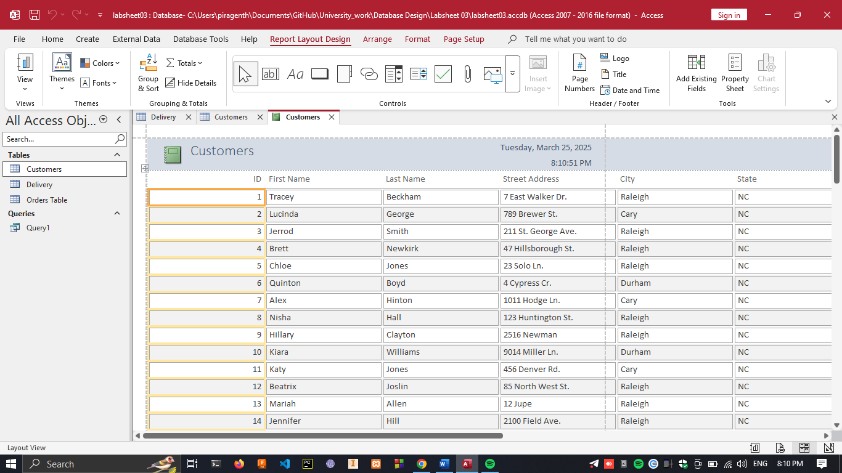 labsheet03 : Database- C:\Users\piragenth\Documents\GitHub\University_work\Database Design\Labsheet 03\labsheet03.accdb (Access 2007 - 2016 file format) - Access
Sign in
File Home Create External Data Database Tools Help Report Layout Design Arrange Format Page Setup Tell me what you want to do
View
Views
Themes
Colors
Fonts
Themes
Group & Sort
Totals
Hide Details
Grouping & Totals
Aa
Controls
Insert Image
Page Numbers
Logo
Title
Date and Time
Header / Footer
Add Existing Fields
Property Sheet
Chart Settings
Tools
All Access Obj...
Search...
Tables
Customers
Delivery
Orders Table
Queries
Query1
Delivery Customers Customers
Customers
Tuesday, March 25, 2025
8:10:51 PM
ID First Name Last Name Street Address City State
1 Tracey Beckham 7 East Walker Dr. Raleigh NC
2 Lucinda George 789 Brewer St. Cary NC
3 Jerrod Smith 211 St. George Ave. Raleigh NC
4 Brett Newkirk 47 Hillsborough St. Raleigh NC
5 Chloe Jones 23 Solo Ln. Raleigh NC
6 Quinton Boyd 4 Cypress Cr. Durham NC
7 Alex Hinton 1011 Hodge Ln. Cary NC
8 Nisha Hall 123 Huntington St. Raleigh NC
9 Hillary Clayton 2516 Newman Raleigh NC
10 Kiara Williams 9014 Miller Ln. Durham NC
11 Katy Jones 456 Denver Rd. Cary NC
12 Beatrix Joslin 85 North West St. Raleigh NC
13 Mariah Allen 12 Jupe Raleigh NC
14 Jennifer Hill 2100 Field Ave. Raleigh NC
Layout View
Search
ENG 8:10 PM